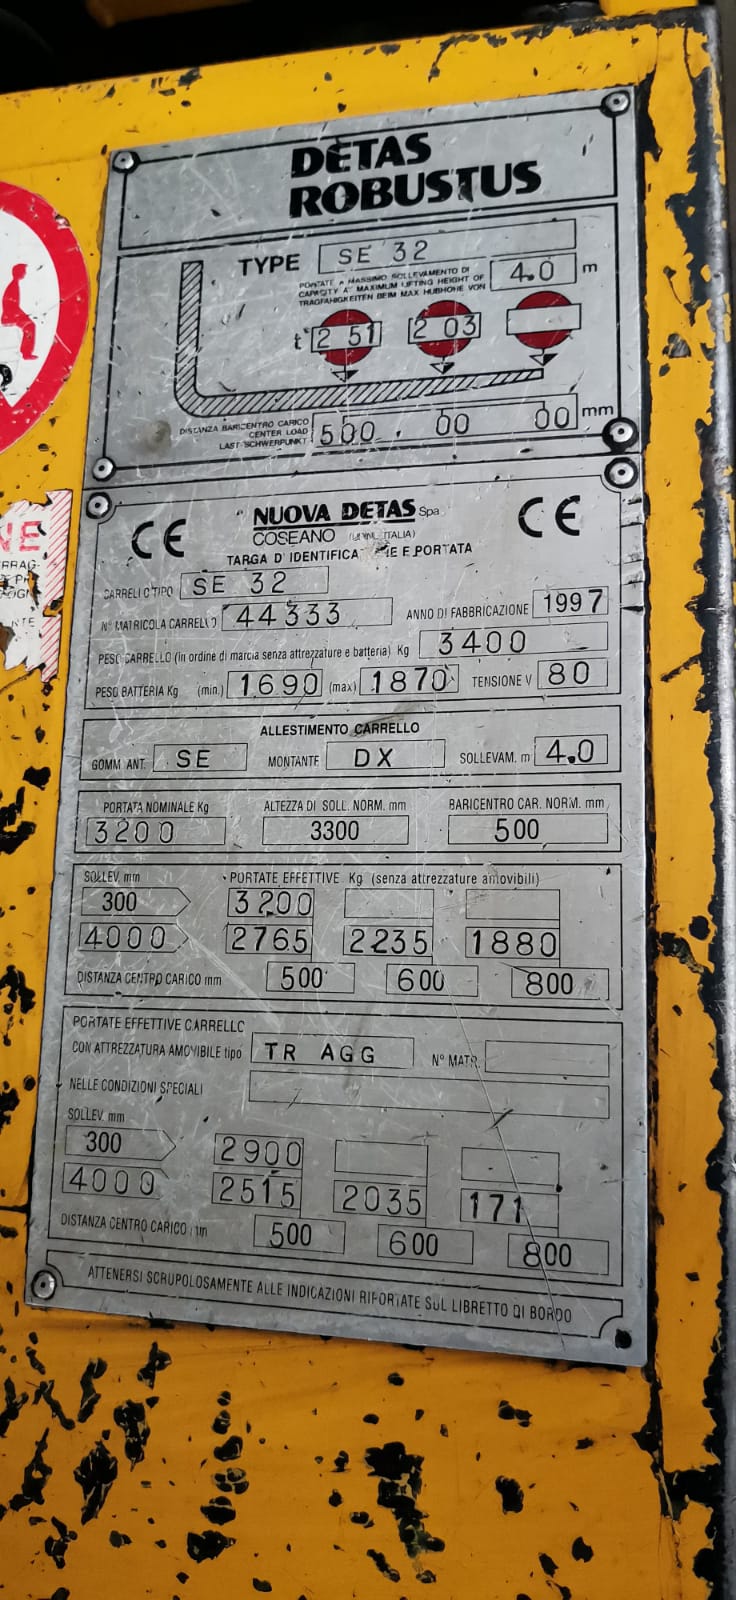 DETAS
ROBUSTUS
TYPE SE 32
PORTATE A MASSIMO SOLLEVAMENTO DI
CAPACITY AT MAXIMUM LIFTING HEIGHT OF 4.0 m
TRAGFAHIGKEITEN BEIM MAX HUBHOHE VON
t 2 51 2 03
DISTANZA BARICENTRO CARICO
CENTER LOAD 500. 00 00 mm
LAST SCHWERPUNKT
CE NUOVA DETAS Spa CE
COSEANO (UDINE ITALIA)
TARGA D'IDENTIFICA IE E PORTATA
CARRELLO TIPO SE 32
N° MATRICOLA CARRELLO 44333 ANNO DI FABBRICAZIONE 1997
PESO CARRELLO (in ordine di marcia senza attrezzature e batteria) Kg 3400
PESO BATTERIA Kg (min.) 1690 (max) 1870 TENSIONE V 80
ALLESTIMENTO CARRELLO
GOMM ANT. SE MONTANTE DX SOLLEVAM. m 4.0
PORTATA NOMINALE Kg ALTEZZA DI SOLL. NORM. mm BARICENTRO CAR. NORM. mm
3200 3300 500
SOLLEV. mm PORTATE EFFETTIVE Kg (senza attrezzature amovibili)
300 3200
4000 2765 2235 1880
DISTANZA CENTRO CARICO mm 500 600 800
PORTATE EFFETTIVE CARRELLO
CON ATTREZZATURA AMOVIBILE tipo TR AGG N° MATR.
NELLE CONDIZIONI SPECIALI
SOLLEV. mm
300 2900
4000 2515 2035 171
DISTANZA CENTRO CARICO mm 500 600 800
ATTENERSI SCRUPOLOSAMENTE ALLE INDICAZIONI RIPORTATE SUL LIBRETTO DI BORDO
NE